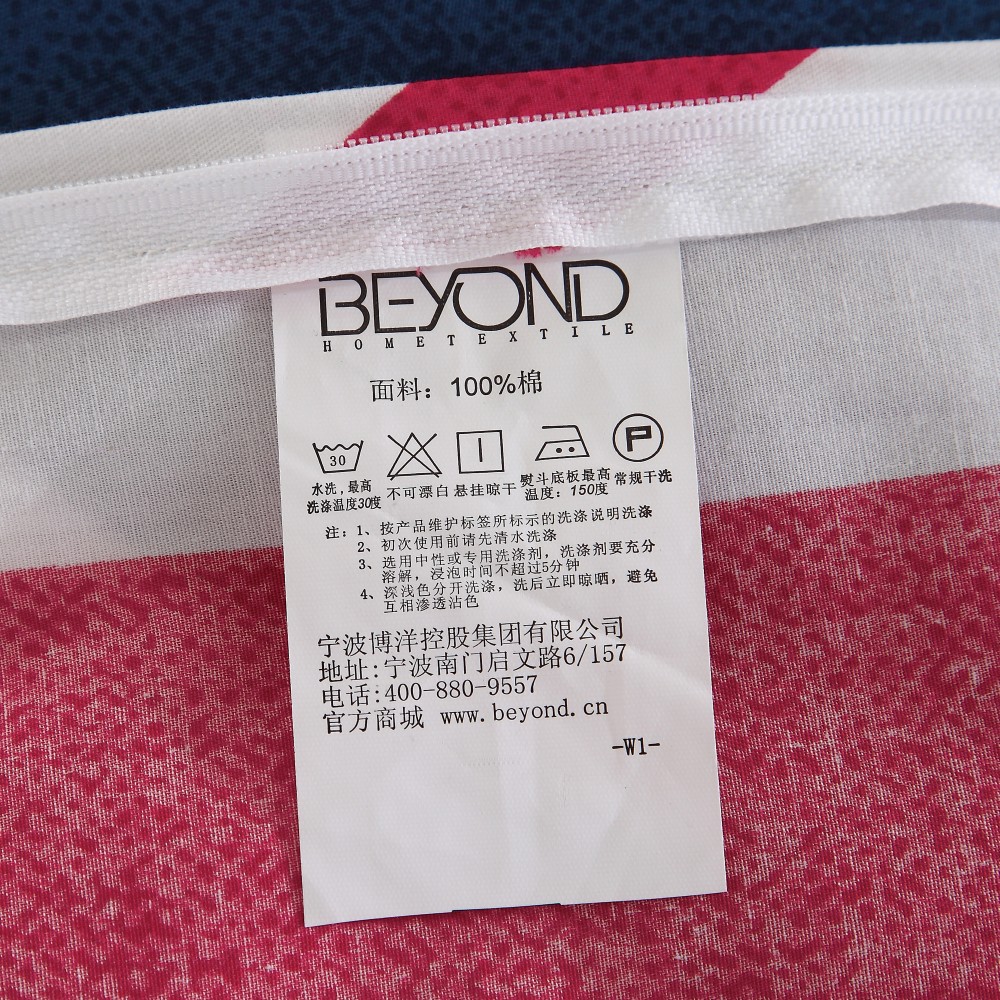 BEYOND
HOMETEXTILE
面料：100%棉
30
P
水洗,最高
洗涤温度30度
不可漂白
悬挂晾干
熨斗底板最高
温度：150度
常规干洗
注：1、按产品维护标签所标示的洗涤说明洗涤
2、初次使用前请先清水洗涤
3、选用中性或专用洗涤剂，洗涤剂要充分
溶解，浸泡时间不超过5分钟
4、深浅色分开洗涤，洗后立即晾晒，避免
互相渗透沾色
宁波博洋控股集团有限公司
地址:宁波南门启文路6/157
电话:400-880-9557
官方商城 www.beyond.cn
-W1-